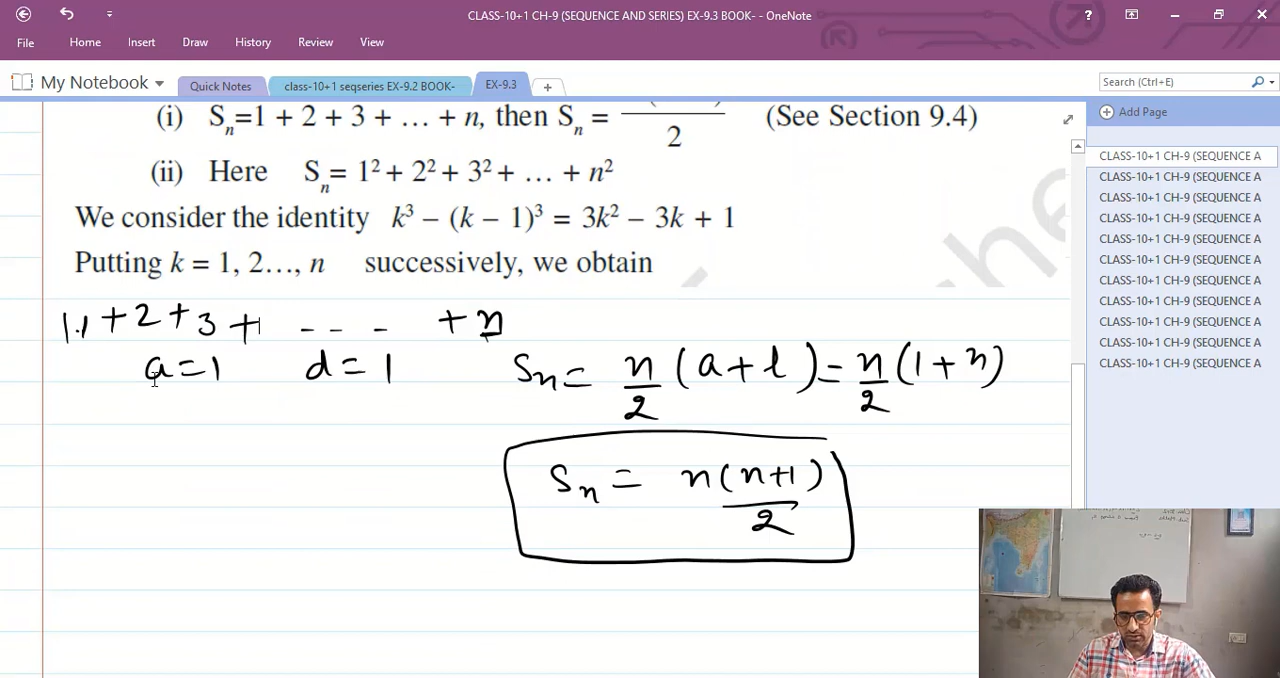 CLASS-10+1 CH-9 (SEQUENCE AND SERIES) EX-9.3 BOOK- - OneNote
File Home Insert Draw History Review View
My Notebook Quick Notes class-10+1 seqseries EX-9.2 BOOK- EX-9.3 Search (Ctrl+E)
Add Page
CLASS-10+1 CH-9 (SEQUENCE A
CLASS-10+1 CH-9 (SEQUENCE A
CLASS-10+1 CH-9 (SEQUENCE A
CLASS-10+1 CH-9 (SEQUENCE A
CLASS-10+1 CH-9 (SEQUENCE A
CLASS-10+1 CH-9 (SEQUENCE A
CLASS-10+1 CH-9 (SEQUENCE A
CLASS-10+1 CH-9 (SEQUENCE A
CLASS-10+1 CH-9 (SEQUENCE A
CLASS-10+1 CH-9 (SEQUENCE A
CLASS-10+1 CH-9 (SEQUENCE A
(i) Sₙ=1 + 2 + 3 + … + n, then Sₙ = /2 (See Section 9.4)
(ii) Here Sₙ= 1² + 2² + 3² + … + n²
We consider the identity k³ – (k – 1)³ = 3k² – 3k + 1
Putting k = 1, 2…, n successively, we obtain
+ 2 + 3 + - - - + n
a = 1 d = 1 Sₙ = n/2 (a + l) = n/2 (1 + n)
Sₙ = n(n+1)/2